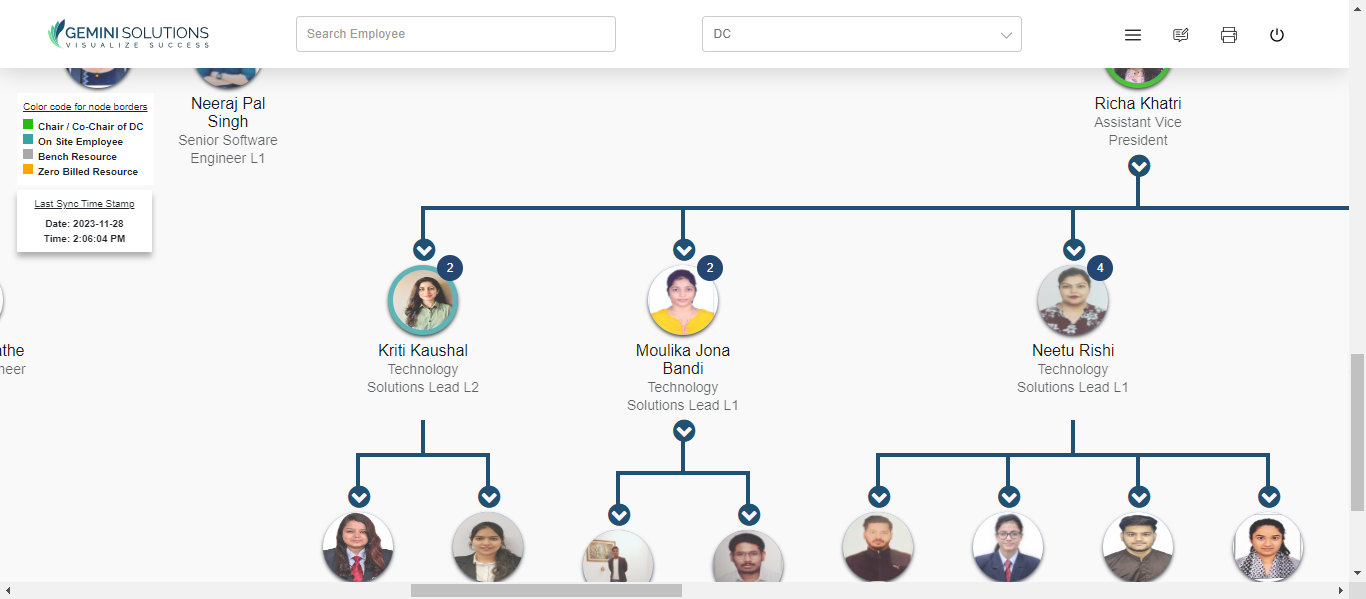 GEMINI SOLUTIONS
VISUALIZE SUCCESS
Search Employee
DC
Neeraj Pal
Singh
Senior Software
Engineer L1
Richa Khatri
Assistant Vice
President
Color code for node borders
Chair / Co-Chair of DC
On Site Employee
Bench Resource
Zero Billed Resource
Last Sync Time Stamp
Date: 2023-11-28
Time: 2:06:04 PM
2
2
4
athe
neer
Kriti Kaushal
Technology
Solutions Lead L2
Moulika Jona
Bandi
Technology
Solutions Lead L1
Neetu Rishi
Technology
Solutions Lead L1